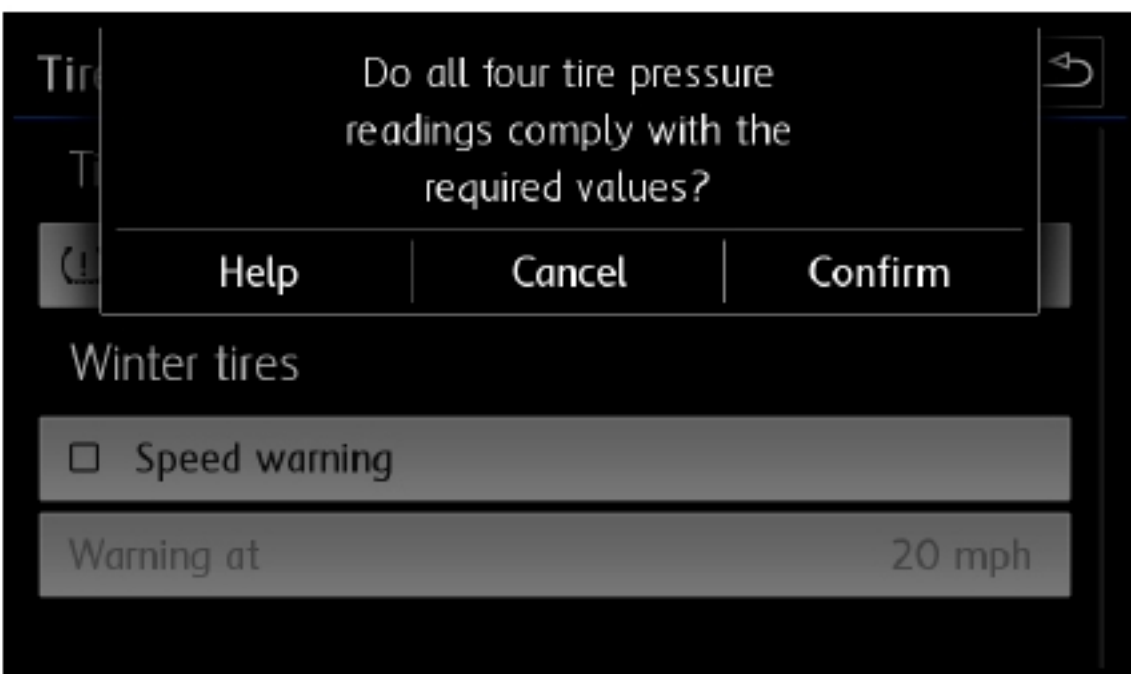 Do all four tire pressure
readings comply with the
required values?
Help Cancel Confirm
Winter tires
Speed warning
Warning at 20 mph